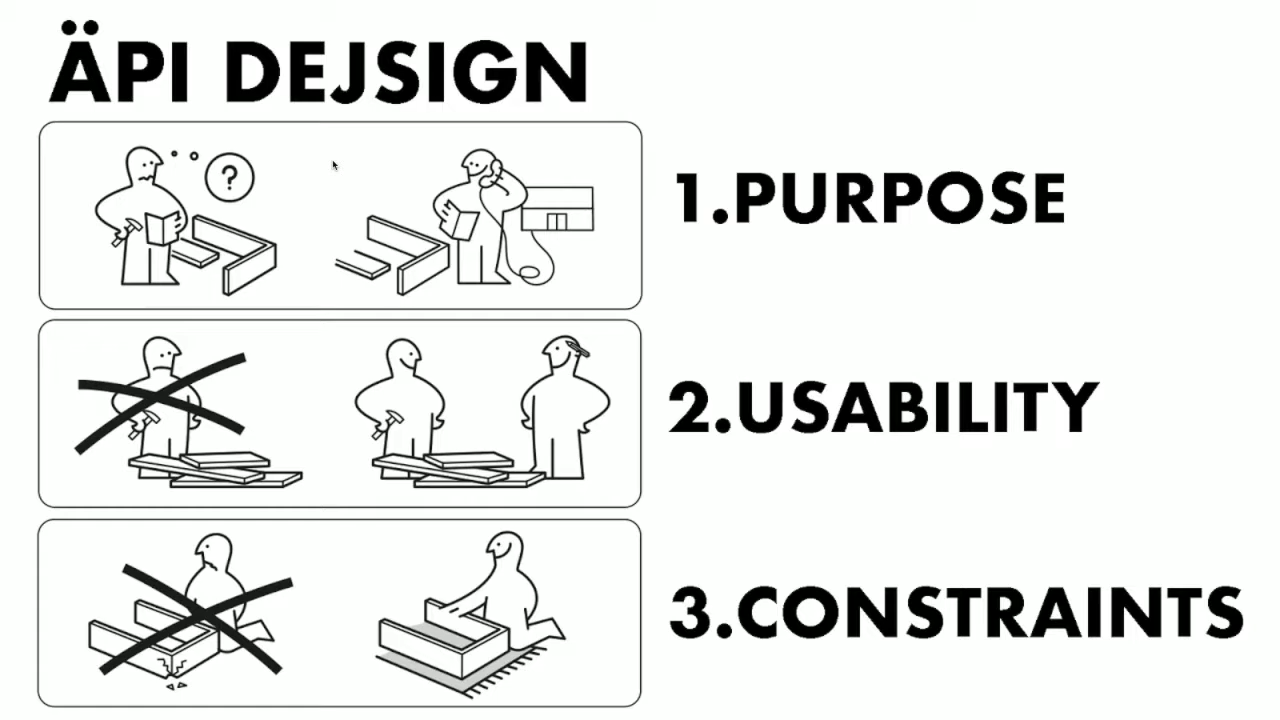 ÄPI DEJSIGN
?
1.PURPOSE
2.USABILITY
3.CONSTRAINTS